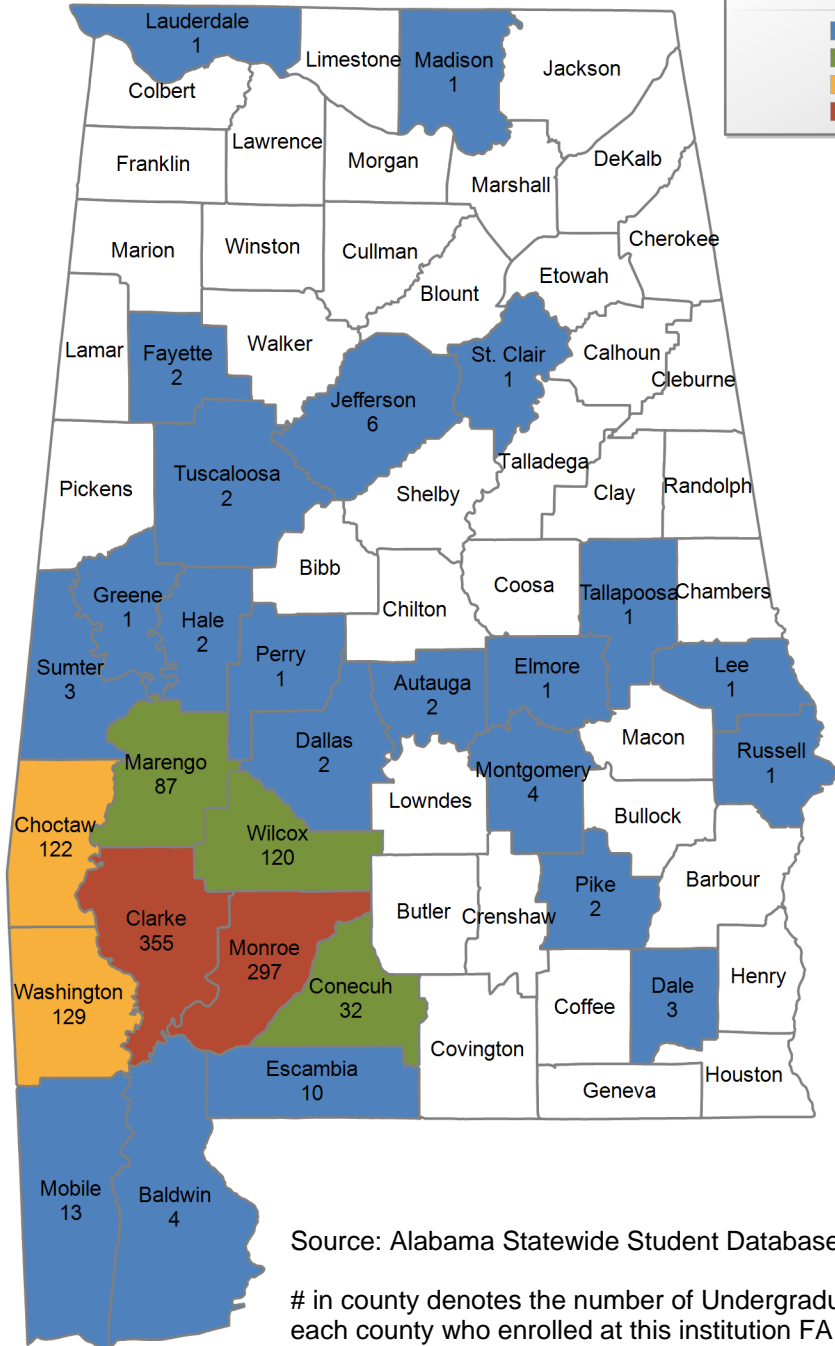 Lauderdale
1
Limestone
Madison
1
Jackson
Colbert
Lawrence
Franklin
Morgan
DeKalb
Marshall
Marion
Winston
Cullman
Cherokee
Etowah
Blount
Lamar
Fayette
2
Walker
St. Clair
1
Calhoun
Cleburne
Jefferson
6
Talladega
Pickens
Tuscaloosa
2
Shelby
Clay
Randolph
Bibb
Coosa
Greene
1
Hale
2
Chilton
Tallapoosa
1
Chambers
Sumter
3
Perry
1
Autauga
2
Elmore
1
Lee
1
Marengo
87
Dallas
2
Macon
Montgomery
4
Russell
1
Choctaw
122
Wilcox
120
Lowndes
Bullock
Clarke
355
Monroe
297
Butler
Crenshaw
Pike
2
Barbour
Washington
129
Conecuh
32
Coffee
Dale
3
Henry
Escambia
10
Covington
Geneva
Houston
Mobile
13
Baldwin
4
Source: Alabama Statewide Student Database
# in county denotes the number of Undergradu
each county who enrolled at this institution FA